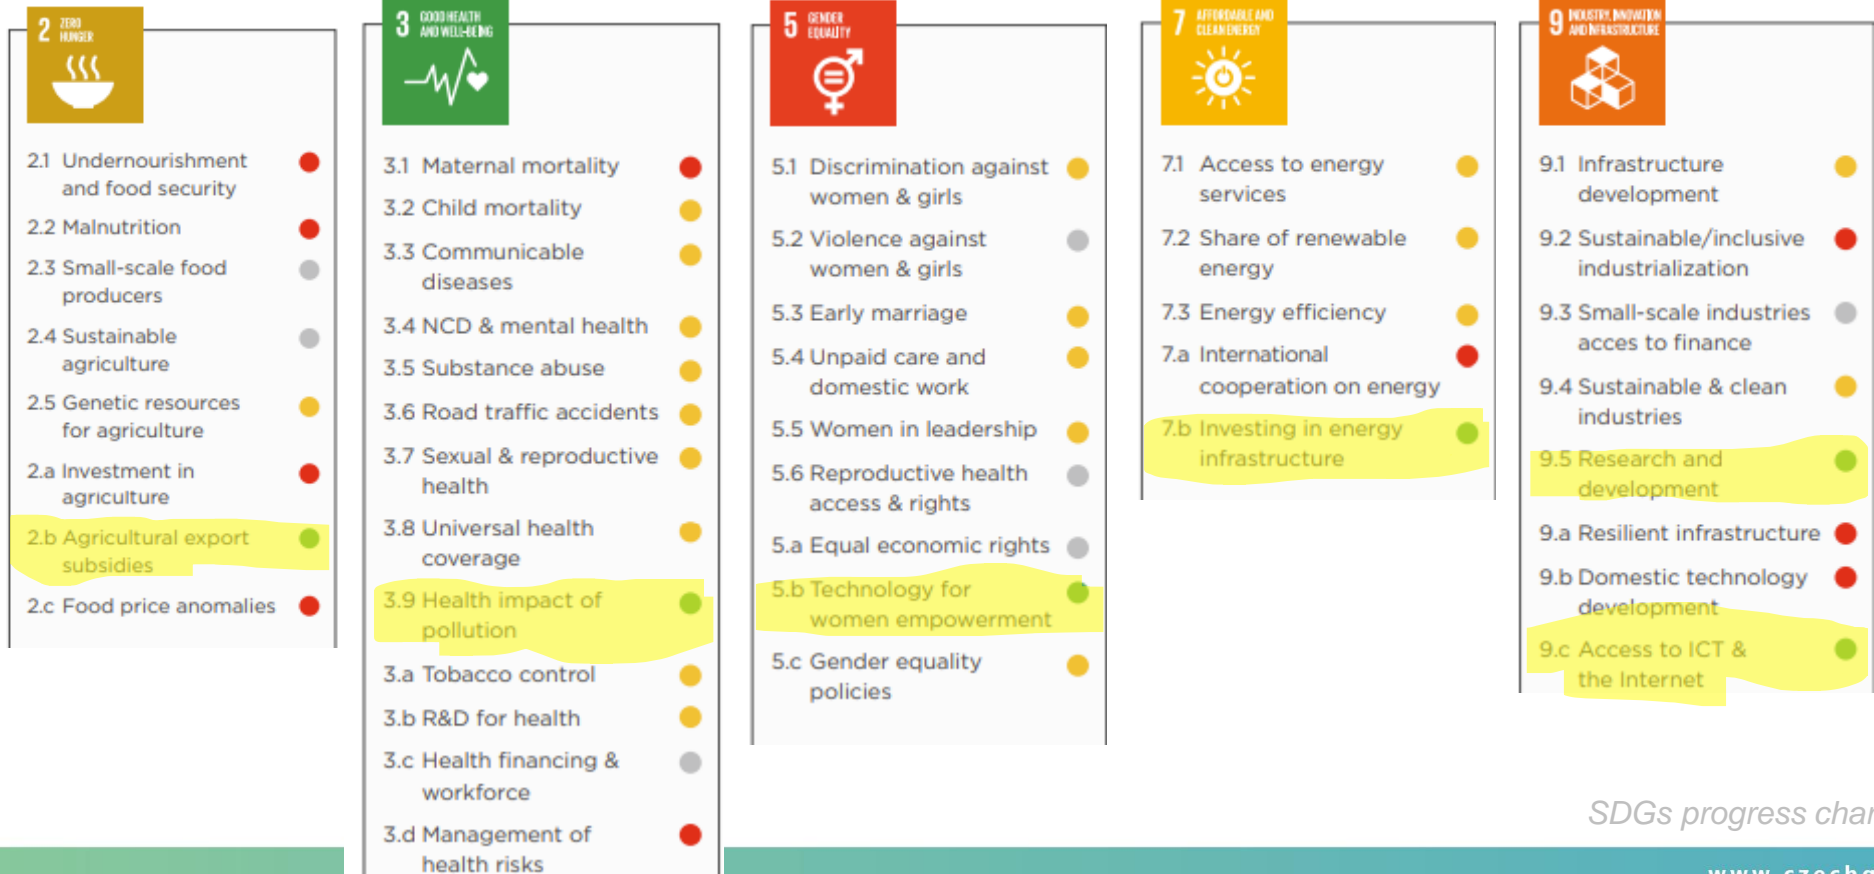 2 ZERO
HUNGER
2.1 Undernourishment
and food security
2.2 Malnutrition
2.3 Small-scale food
producers
2.4 Sustainable
agriculture
2.5 Genetic resources
for agriculture
2.a Investment in
agriculture
2.b Agricultural export
subsidies
2.c Food price anomalies
3 GOOD HEALTH
AND WELL-BEING
3.1 Maternal mortality
3.2 Child mortality
3.3 Communicable
diseases
3.4 NCD & mental health
3.5 Substance abuse
3.6 Road traffic accidents
3.7 Sexual & reproductive
health
3.8 Universal health
coverage
3.9 Health impact of
pollution
3.a Tobacco control
3.b R&D for health
3.c Health financing &
workforce
3.d Management of
health risks
5 GENDER
EQUALITY
5.1 Discrimination against
women & girls
5.2 Violence against
women & girls
5.3 Early marriage
5.4 Unpaid care and
domestic work
5.5 Women in leadership
5.6 Reproductive health
access & rights
5.a Equal economic rights
5.b Technology for
women empowerment
5.c Gender equality
policies
7 AFFORDABLE AND
CLEAN ENERGY
7.1 Access to energy
services
7.2 Share of renewable
energy
7.3 Energy efficiency
7.a International
cooperation on energy
7.b Investing in energy
infrastructure
9 INDUSTRY, INNOVATION
AND INFRASTRUCTURE
9.1 Infrastructure
development
9.2 Sustainable/inclusive
industrialization
9.3 Small-scale industries
acces to finance
9.4 Sustainable & clean
industries
9.5 Research and
development
9.a Resilient infrastructure
9.b Domestic technology
development
9.c Access to ICT &
the Internet
SDGs progress char